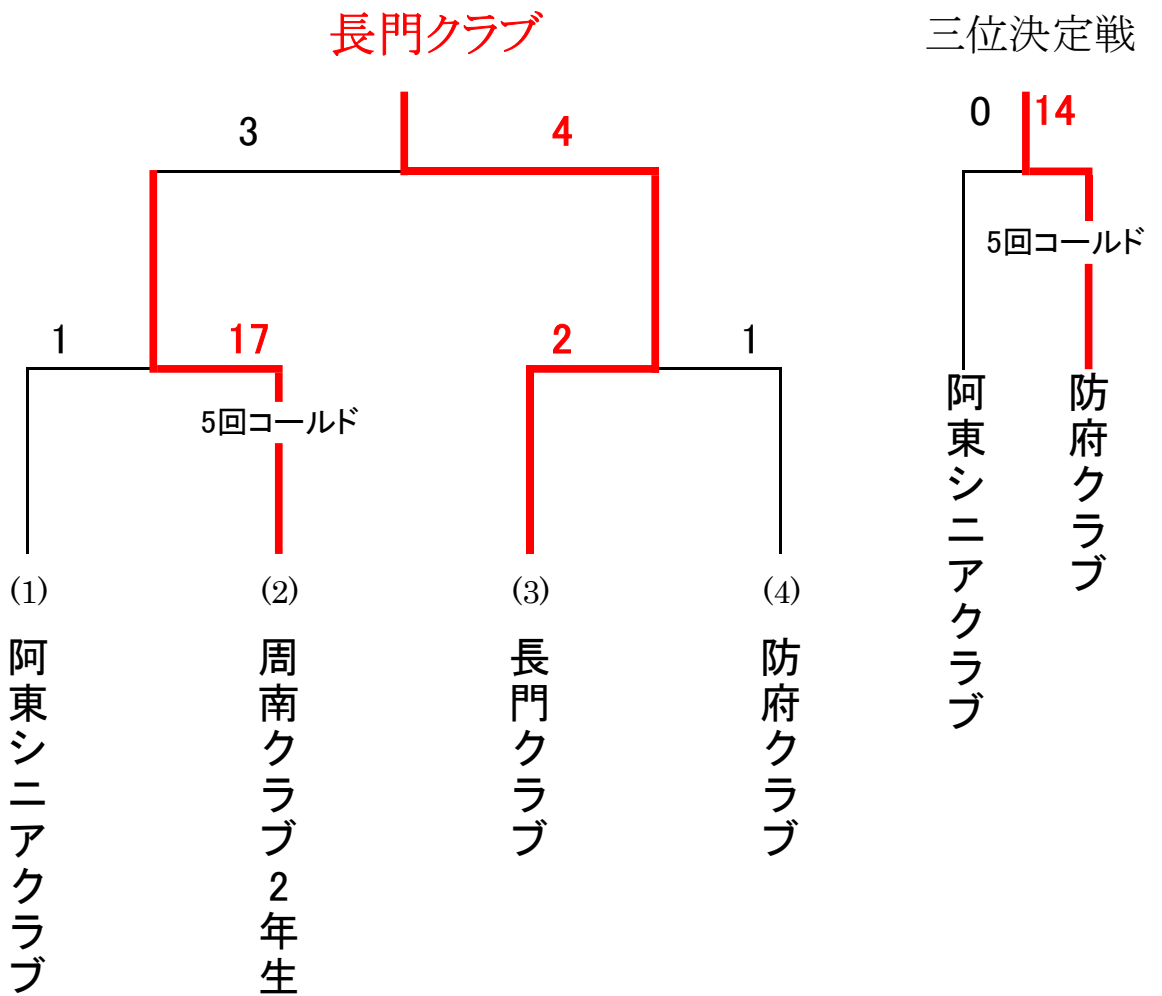 長門クラブ
三位決定戦
3
4
0
14
5回コールド
1
17
2
1
5回コールド
阿東シニアクラブ
防府クラブ
(1)
(2)
(3)
(4)
阿東シニアクラブ
周南クラブ2年生
長門クラブ
防府クラブ